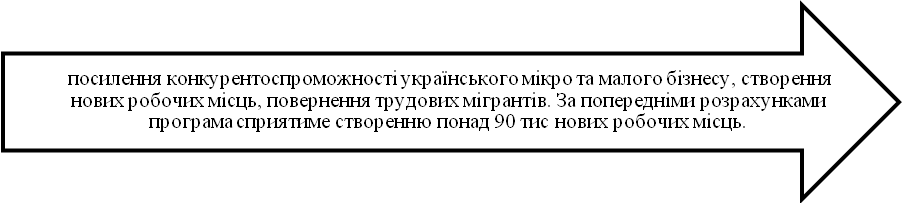 посилення конкурентоспроможності українського мікро та малого бізнесу, створення
нових робочих місць, повернення трудових мігрантів. За попередніми розрахунками
програма сприятиме створенню понад 90 тис нових робочих місць.